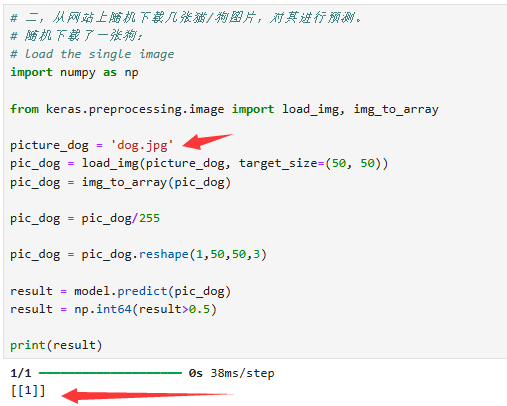 # 二，从网站上随机下载几张猫/狗图片，对其进行预测。
# 随机下载了一张狗;
# load the single image
import numpy as np
from keras.preprocessing.image import load_img, img_to_array
picture_dog = 'dog.jpg'
pic_dog = load_img(picture_dog, target_size=(50, 50))
pic_dog = img_to_array(pic_dog)
pic_dog = pic_dog/255
pic_dog = pic_dog.reshape(1,50,50,3)
result = model.predict(pic_dog)
result = np.int64(result>0.5)
print(result)
1/1 ━━━━━━━━━━━━━━━━━━━━ 0s 38ms/step
[[1]]